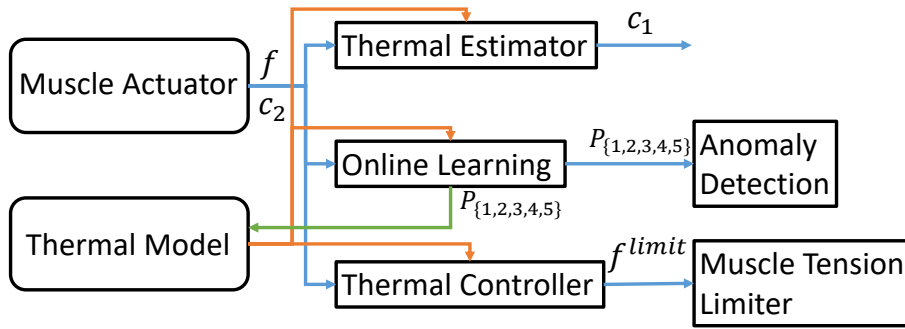 Muscle Actuator
f
c₂
Thermal Model
Thermal Estimator
c₁
Online Learning
P{1,2,3,4,5}
P{1,2,3,4,5}
Anomaly
Detection
Thermal Controller
f^limit
Muscle Tension
Limiter